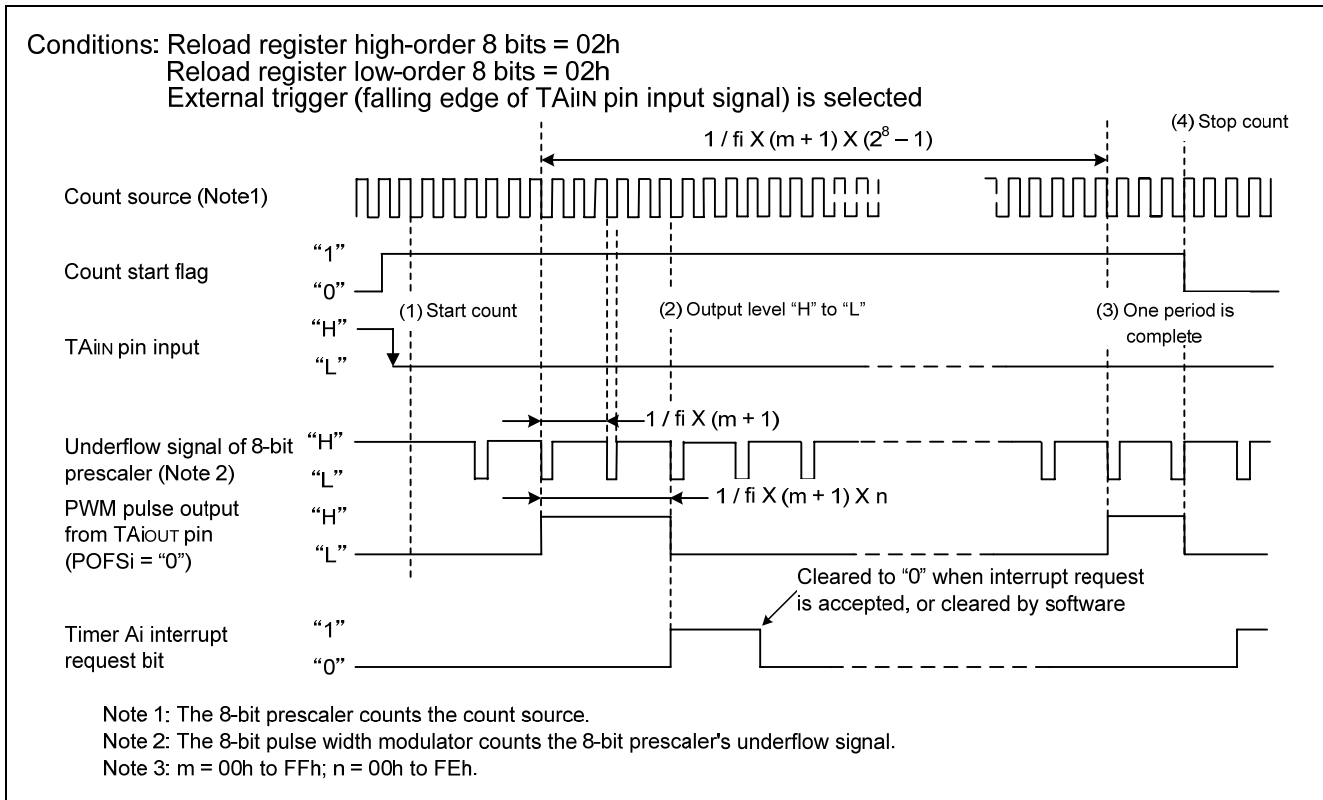 Conditions: Reload register high-order 8 bits = 02h
Reload register low-order 8 bits = 02h
External trigger (falling edge of TAiIN pin input signal) is selected
(4) Stop count
1 / fi X (m + 1) X (2⁸ – 1)
Count source (Note1)
Count start flag
“1”
“0”
(1) Start count
(2) Output level “H” to “L”
(3) One period is
complete
TAiIN pin input
“H”
“L”
1 / fi X (m + 1)
Underflow signal of 8-bit
prescaler (Note 2)
“H”
“L”
1 / fi X (m + 1) X n
PWM pulse output
from TAiOUT pin
(POFSi = “0”)
“H”
“L”
Cleared to “0” when interrupt request
is accepted, or cleared by software
Timer Ai interrupt
request bit
“1”
“0”
Note 1: The 8-bit prescaler counts the count source.
Note 2: The 8-bit pulse width modulator counts the 8-bit prescaler's underflow signal.
Note 3: m = 00h to FFh; n = 00h to FEh.